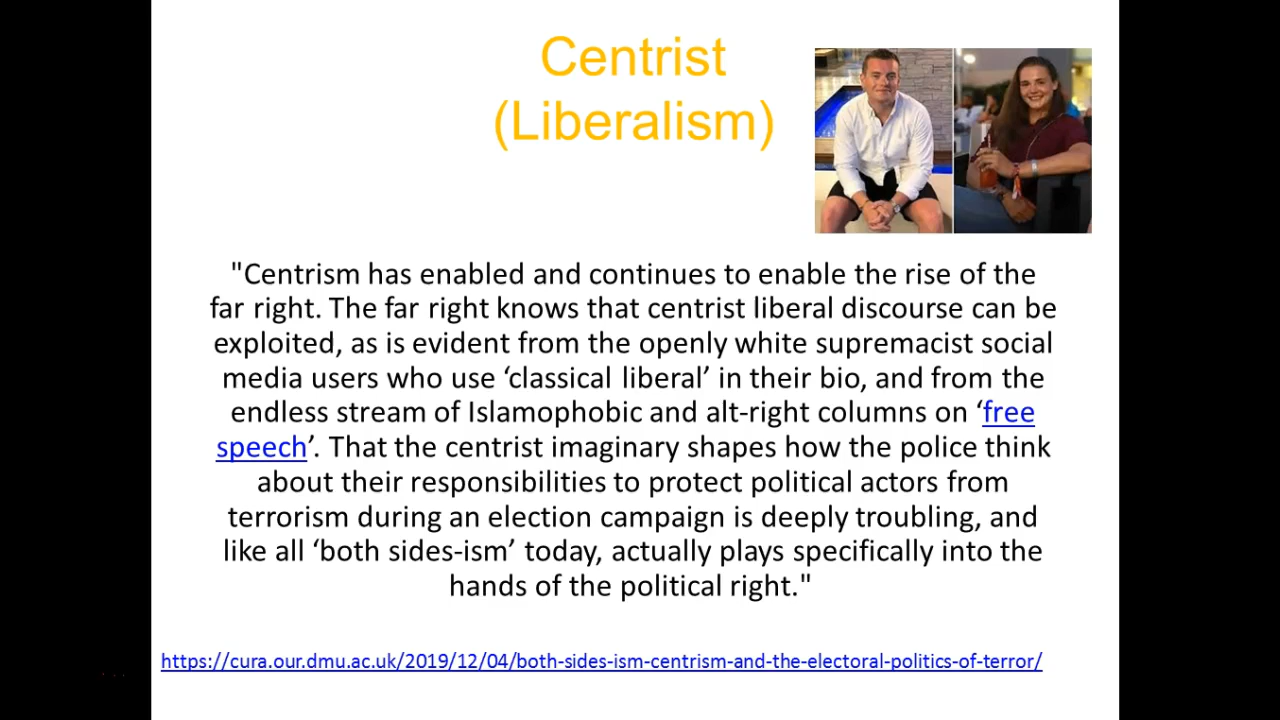 Centrist
(Liberalism)
"Centrism has enabled and continues to enable the rise of the
far right. The far right knows that centrist liberal discourse can be
exploited, as is evident from the openly white supremacist social
media users who use ‘classical liberal’ in their bio, and from the
endless stream of Islamophobic and alt-right columns on ‘free
speech’. That the centrist imaginary shapes how the police think
about their responsibilities to protect political actors from
terrorism during an election campaign is deeply troubling, and
like all ‘both sides-ism’ today, actually plays specifically into the
hands of the political right."
https://cura.our.dmu.ac.uk/2019/12/04/both-sides-ism-centrism-and-the-electoral-politics-of-terror/